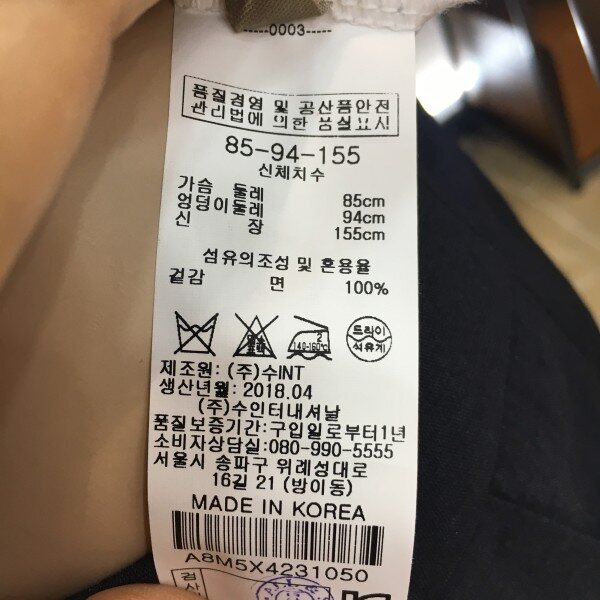 -----0003-----
품질경영 및 공산품안전
관리법에 의한 품질표시
85-94-155
신체치수
가슴 둘레 85cm
엉덩이둘레 94cm
신 장 155cm
섬유의조성 및 혼용율
겉감 면 100%
2
140-160℃
드라이
석유계
제조원: (주)수INT
생산년월: 2018.04
(주)수인터내셔날
품질보증기간:구입일로부터1년
소비자상담실:080-990-5555
서울시 송파구 위례성대로
16길 21 (방이동)
MADE IN KOREA
A8M5X4231050
검